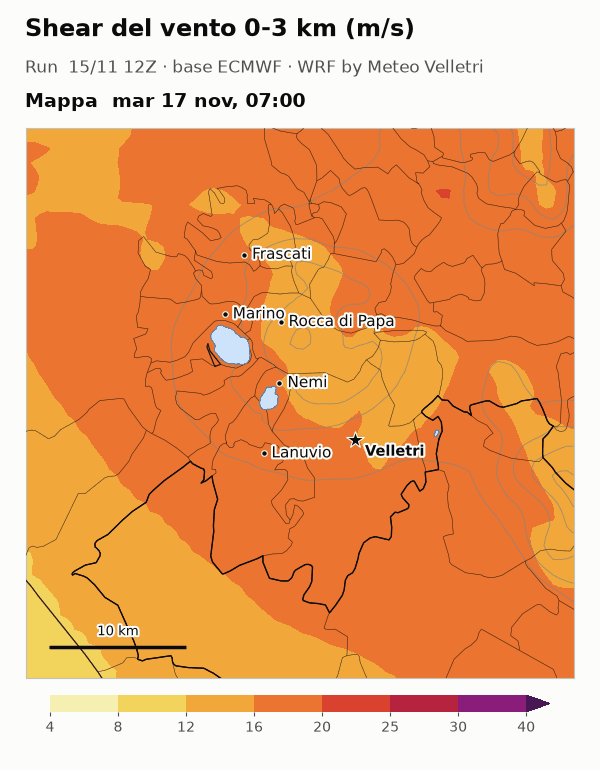 Shear del vento 0-3 km (m/s)
Run  15/11 12Z · base ECMWF · WRF by Meteo Velletri
Mappa  mar 17 nov, 07:00
Frascati
Marino
Rocca di Papa
Nemi
Velletri
Lanuvio
10 km
4 8 12 16 20 25 30 40